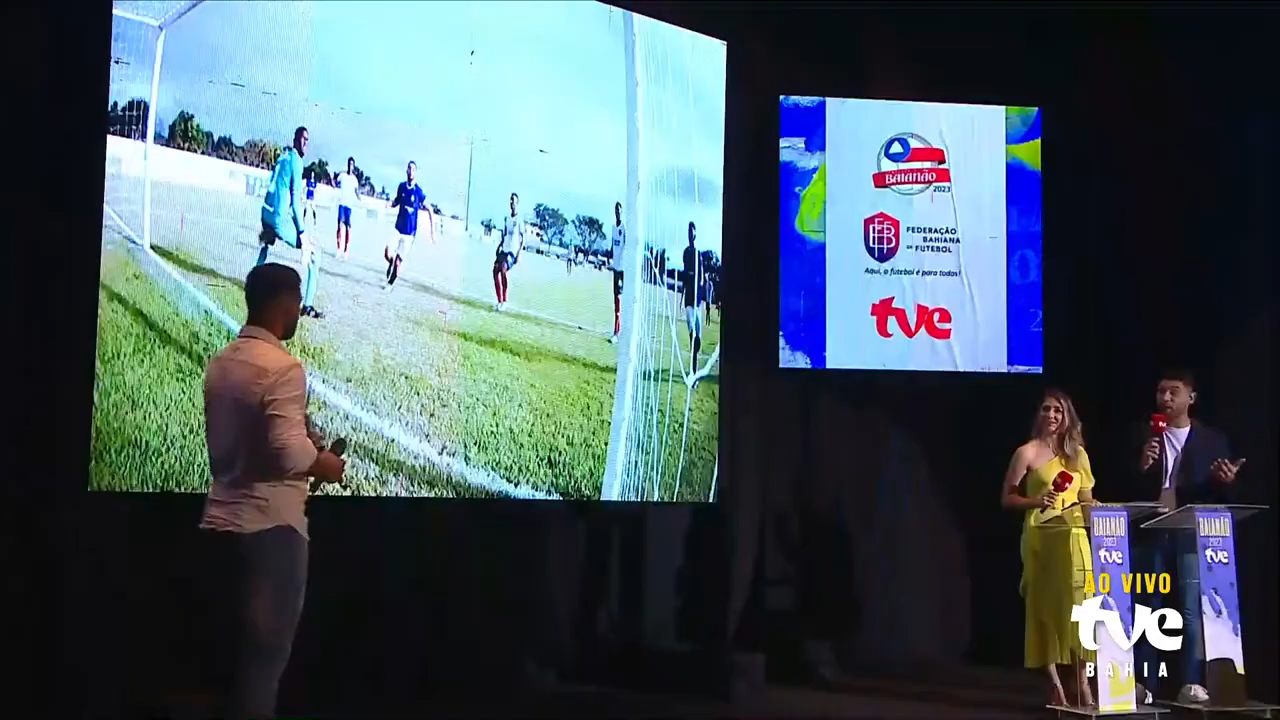 BAIANÃO
2023
FEDERAÇÃO
BAHIANA
DE FUTEBOL
Aqui, o futebol é para todos!
tve
BAIANÃO
2023
tve
BAIANÃO
2023
tve
AO VIVO
tve
BAHIA